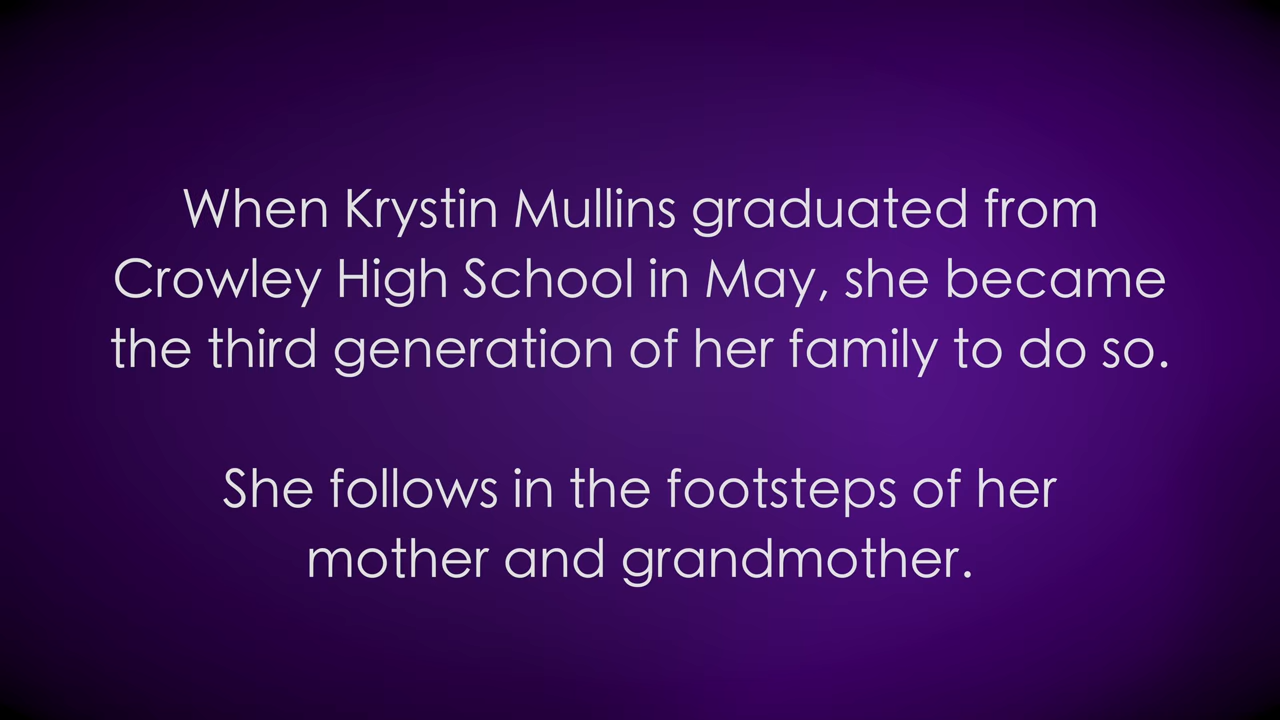 When Krystin Mullins graduated from
Crowley High School in May, she became
the third generation of her family to do so.
She follows in the footsteps of her
mother and grandmother.